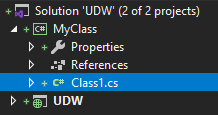 Solution 'UDW' (2 of 2 projects)
MyClass
Properties
References
C# Class1.cs
UDW